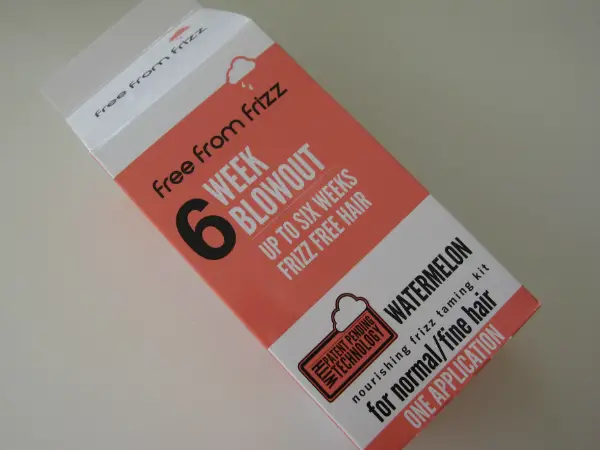 free from frizz
free from frizz
6 WEEK
BLOWOUT
UP TO SIX WEEKS
FRIZZ FREE HAIR
WITH
PATENT PENDING
TECHNOLOGY
WATERMELON
nourishing frizz taming kit
for normal/fine hair
ONE APPLICATION